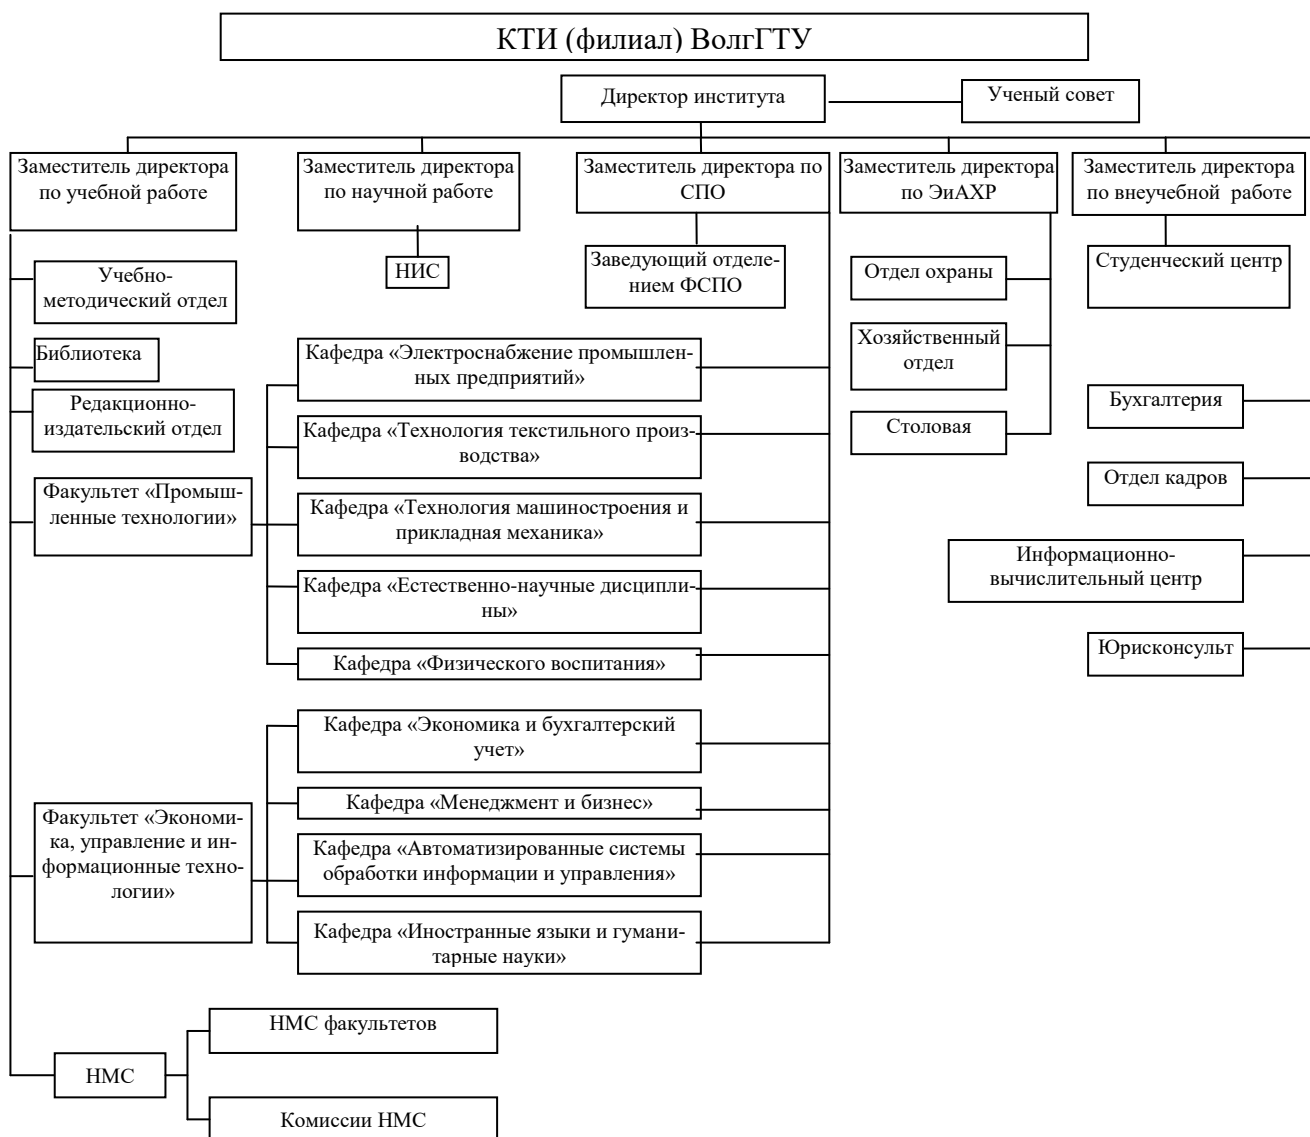 КТИ (филиал) ВолгГТУ
Директор института
Ученый совет
Заместитель директора
по учебной работе
Заместитель директора
по научной работе
Заместитель директора по
СПО
Заместитель директора
по ЭиАХР
Заместитель директора
по внеучебной работе
Учебно-
методический отдел
НИС
Заведующий отделе-
нием ФСПО
Отдел охраны
Студенческий центр
Библиотека
Редакционно-
издательский отдел
Хозяйственный
отдел
Столовая
Бухгалтерия
Отдел кадров
Информационно-
вычислительный центр
Юрисконсульт
Факультет «Промыш-
ленные технологии»
Кафедра «Электроснабжение промышлен-
ных предприятий»
Кафедра «Технология текстильного произ-
водства»
Кафедра «Технология машиностроения и
прикладная механика»
Кафедра «Естественно-научные дисципли-
ны»
Кафедра «Физического воспитания»
Факультет «Экономи-
ка, управление и ин-
формационные техно-
логии»
Кафедра «Экономика и бухгалтерский
учет»
Кафедра «Менеджмент и бизнес»
Кафедра «Автоматизированные системы
обработки информации и управления»
Кафедра «Иностранные языки и гумани-
тарные науки»
НМС
НМС факультетов
Комиссии НМС